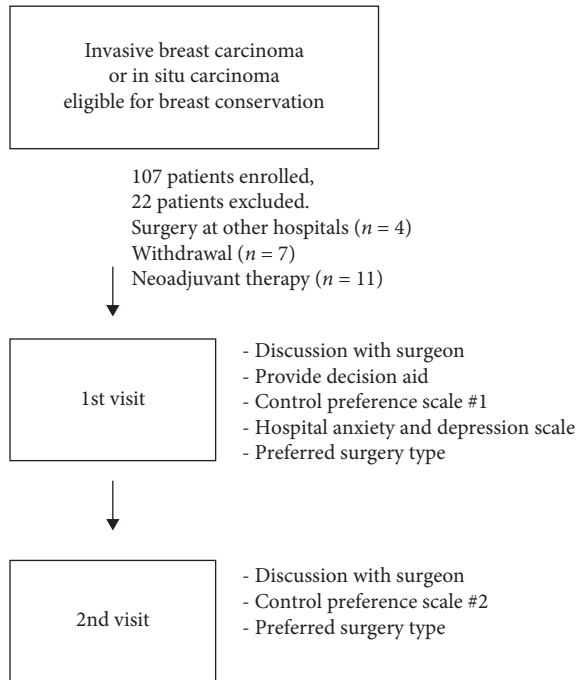 Invasive breast carcinoma
or in situ carcinoma
eligible for breast conservation
107 patients enrolled,
22 patients excluded.
Surgery at other hospitals (n = 4)
Withdrawal (n = 7)
Neoadjuvant therapy (n = 11)
1st visit
- Discussion with surgeon
- Provide decision aid
- Control preference scale #1
- Hospital anxiety and depression scale
- Preferred surgery type
2nd visit
- Discussion with surgeon
- Control preference scale #2
- Preferred surgery type